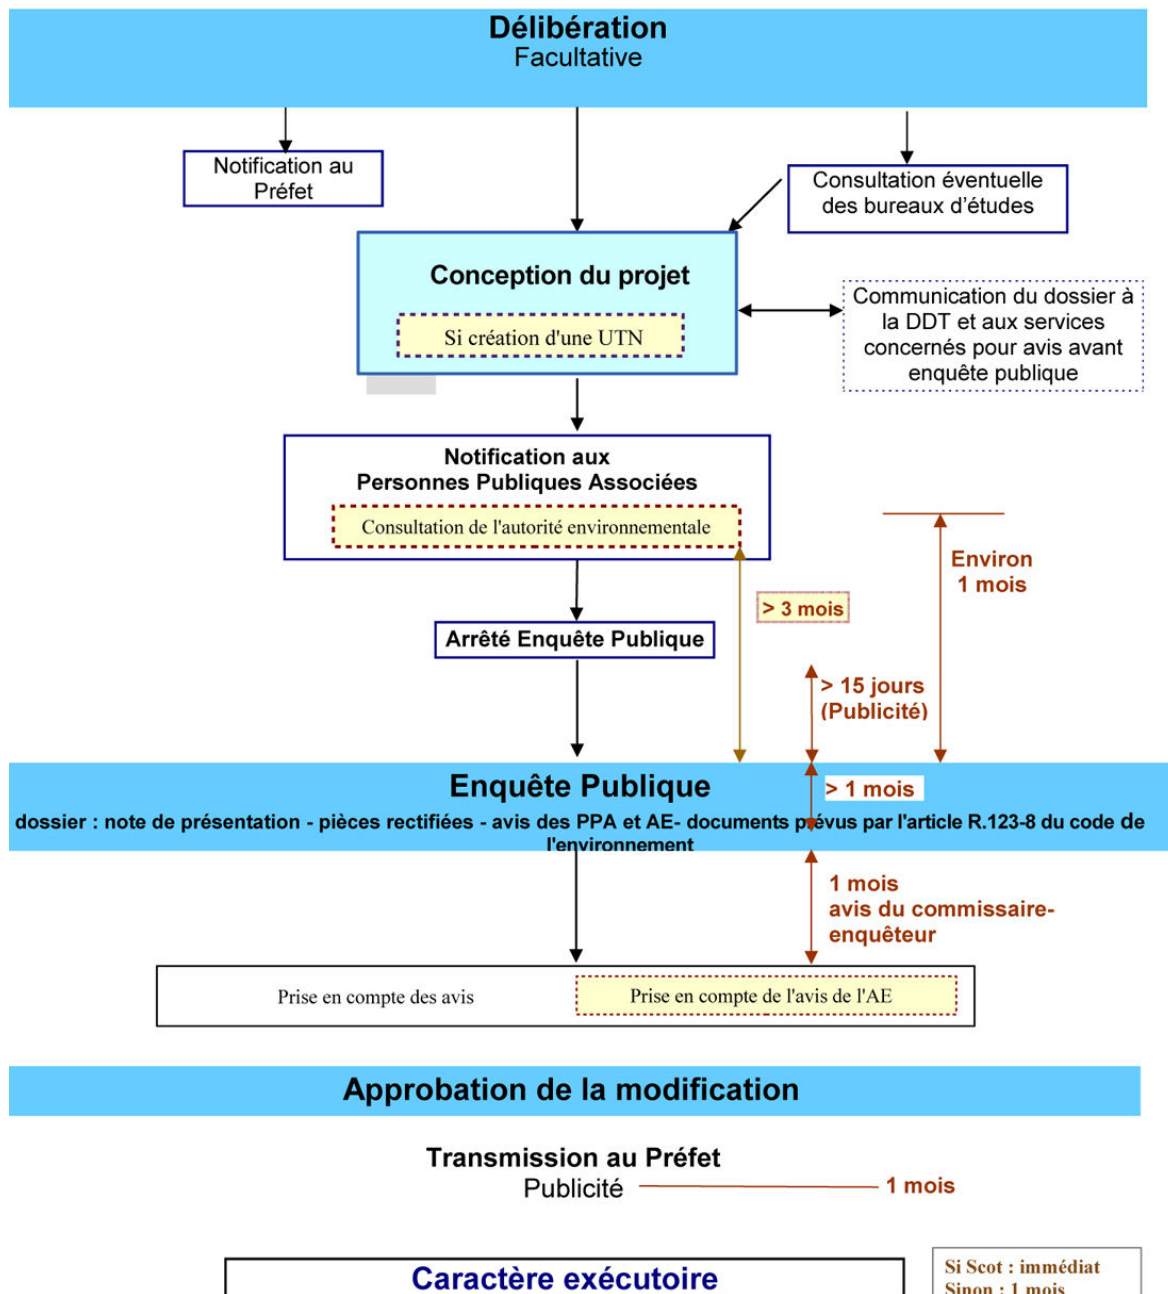 Délibération
Facultative
Notification au
Préfet
Consultation éventuelle
des bureaux d'études
Conception du projet
Si création d'une UTN
Communication du dossier à
la DDT et aux services
concernés pour avis avant
enquête publique
Notification aux
Personnes Publiques Associées
Consultation de l'autorité environnementale
Environ
1 mois
> 3 mois
Arrêté Enquête Publique
> 15 jours
(Publicité)
Enquête Publique
> 1 mois
dossier : note de présentation - pièces rectifiées - avis des PPA et AE- documents prévus par l'article R.123-8 du code de
l'environnement
1 mois
avis du commissaire-
enquêteur
Prise en compte des avis
Prise en compte de l'avis de l'AE
Approbation de la modification
Transmission au Préfet
Publicité
1 mois
Caractère exécutoire
Si Scot : immédiat
Sinon : 1 mois